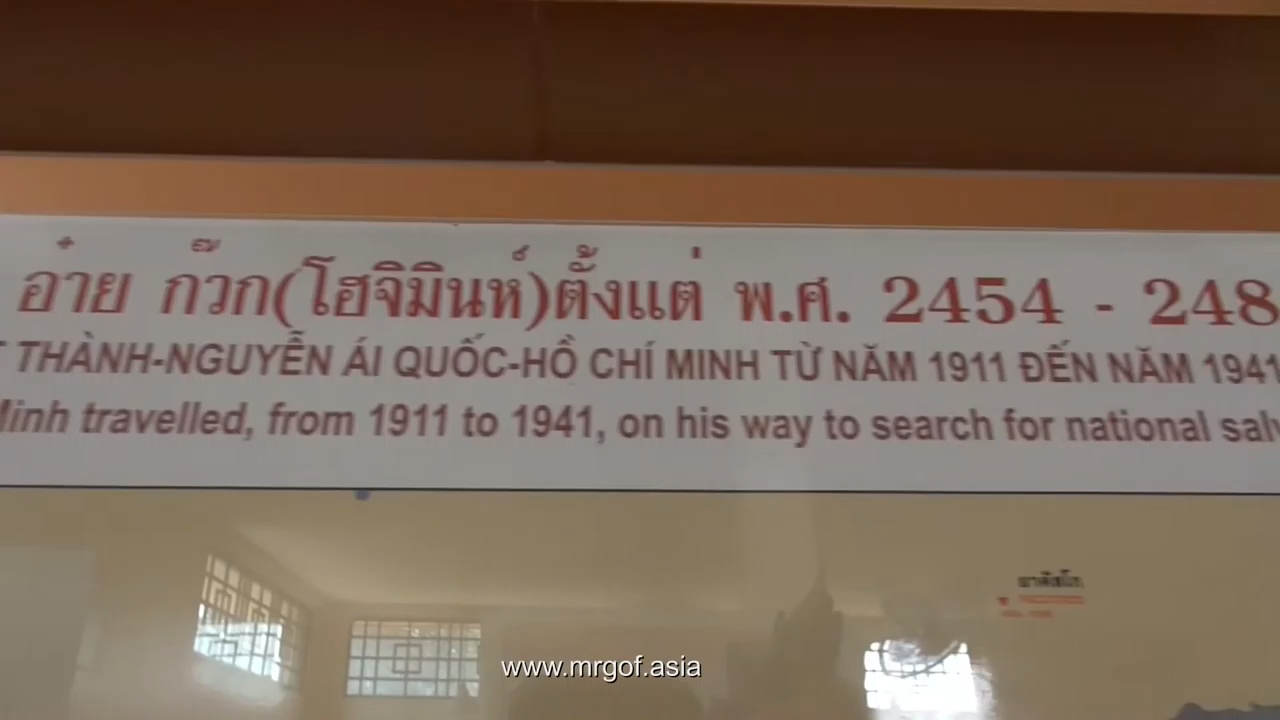 อ๋าย ก๊วก(โฮจิมินห์)ตั้งแต่ พ.ศ. 2454 - 248
THÀNH-NGUYỄN ÁI QUỐC-HỒ CHÍ MINH TỪ NĂM 1911 ĐẾN NĂM 1941
Minh travelled, from 1911 to 1941, on his way to search for national salv
www.mrgof.asia